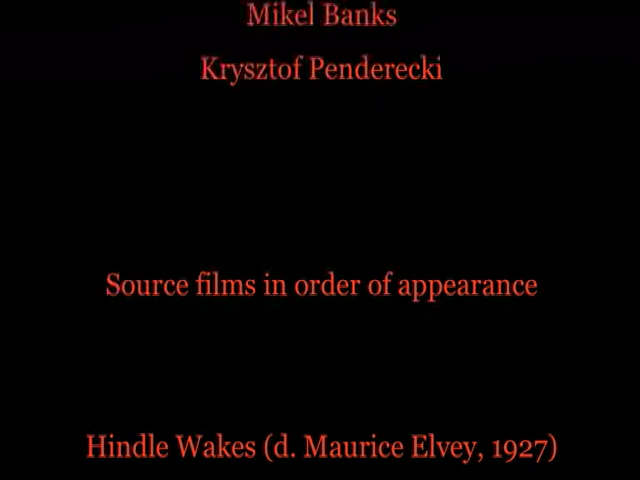 Mikel Banks
Krysztof Penderecki
Source films in order of appearance
Hindle Wakes (d. Maurice Elvey, 1927)